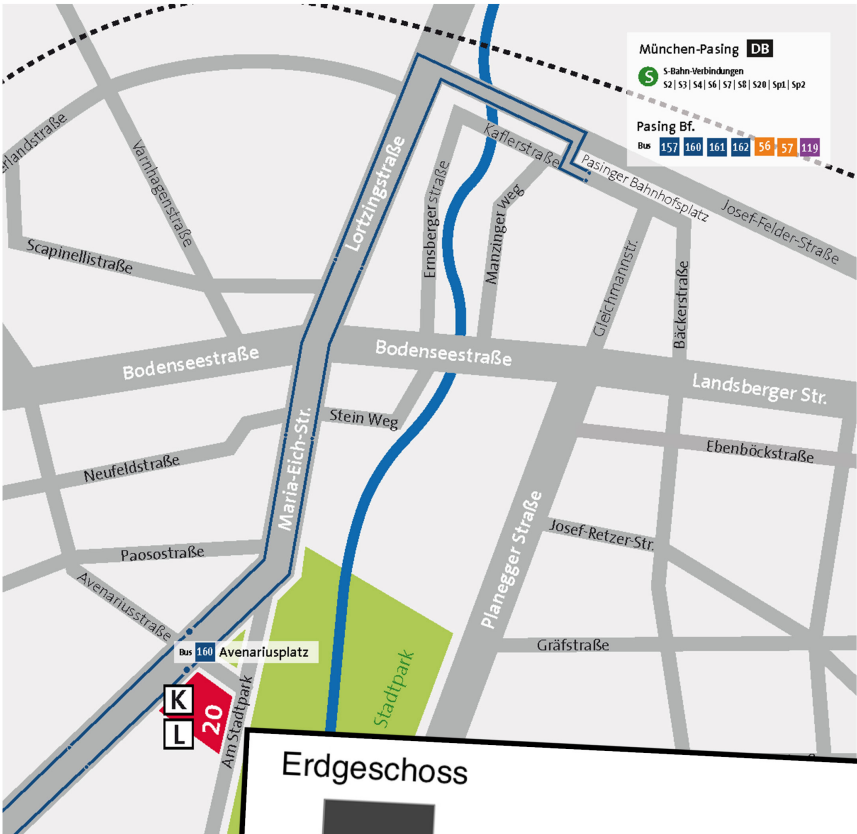 München-Pasing DB
S S-Bahn-Verbindungen
S2 | S3 | S4 | S6 | S7 | S8 | S20 | Sp1 | Sp2
Pasing Bf.
Bus 157 160 161 162 56 57 119
Kaflerstraße
Pasinger Bahnhofsplatz
Josef-Felder-Straße
erlandstraße
Varnhagenstraße
Lortzingstraße
Ernsbergerstraße
Manzinger Weg
Gleichmannstr.
Bäckerstraße
Scapinellistraße
Bodenseestraße
Bodenseestraße
Landsberger Str.
Stein Weg
Maria-Eich-Str.
Neufeldstraße
Ebenböckstraße
Planegger Straße
Josef-Retzer-Str.
Paosostraße
Avenariusstraße
Gräfstraße
Bus 160 Avenariusplatz
Stadtpark
K
L
20
Am Stadtpark
Erdgeschoss